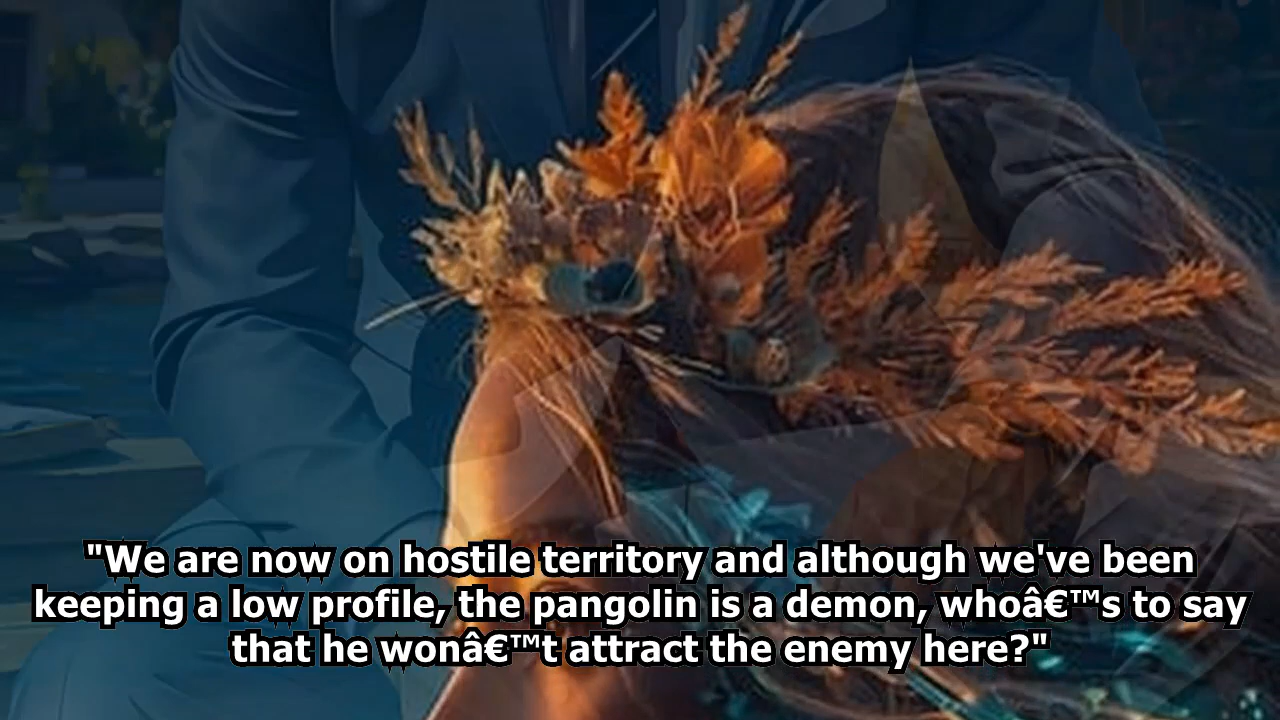 "We are now on hostile territory and although we've been
keeping a low profile, the pangolin is a demon, whoâ€™s to say
that he wonâ€™t attract the enemy here?"